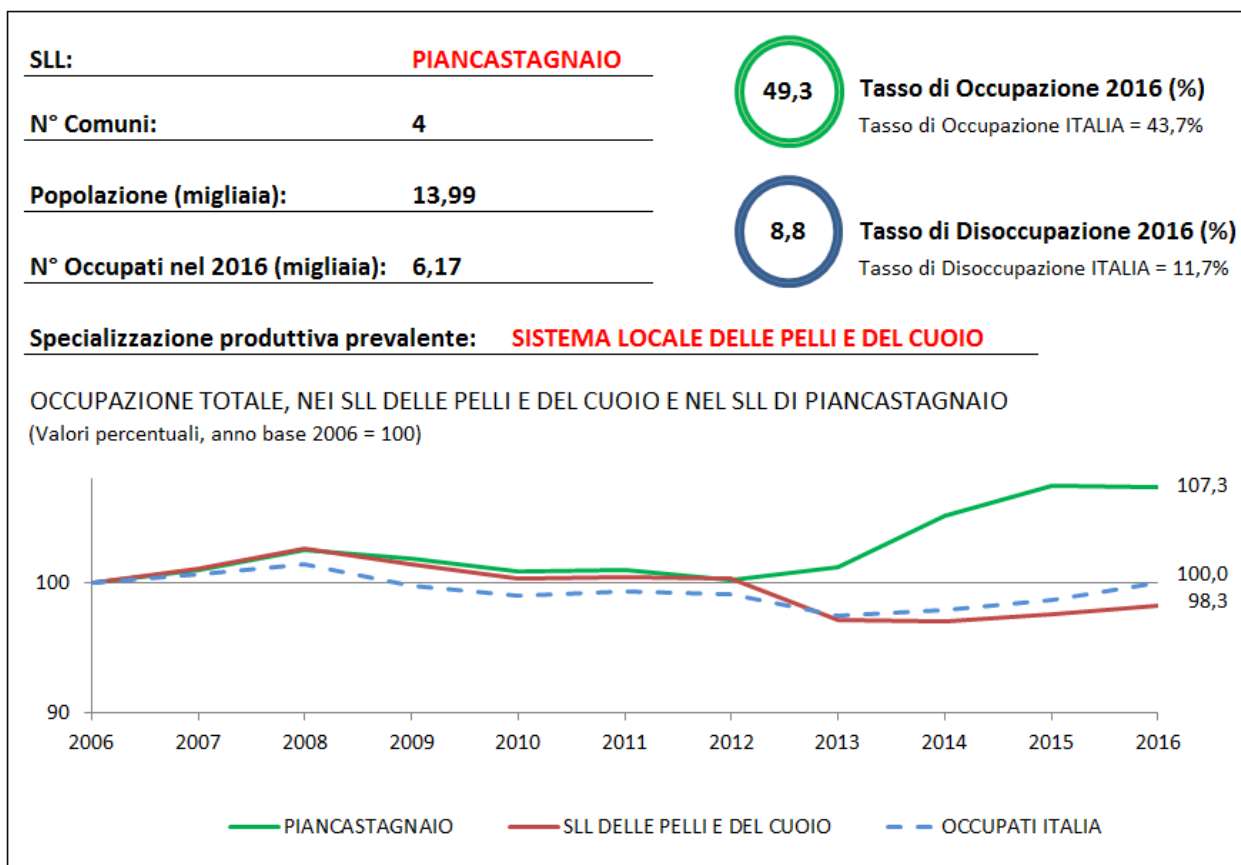 SLL: PIANCASTAGNAIO
N° Comuni: 4
Popolazione (migliaia): 13,99
N° Occupati nel 2016 (migliaia): 6,17
49,3
Tasso di Occupazione 2016 (%)
Tasso di Occupazione ITALIA = 43,7%
8,8
Tasso di Disoccupazione 2016 (%)
Tasso di Disoccupazione ITALIA = 11,7%
Specializzazione produttiva prevalente: SISTEMA LOCALE DELLE PELLI E DEL CUOIO
OCCUPAZIONE TOTALE, NEI SLL DELLE PELLI E DEL CUOIO E NEL SLL DI PIANCASTAGNAIO
(Valori percentuali, anno base 2006 = 100)
107,3
100
100,0
98,3
90
2006 2007 2008 2009 2010 2011 2012 2013 2014 2015 2016
PIANCASTAGNAIO SLL DELLE PELLI E DEL CUOIO OCCUPATI ITALIA